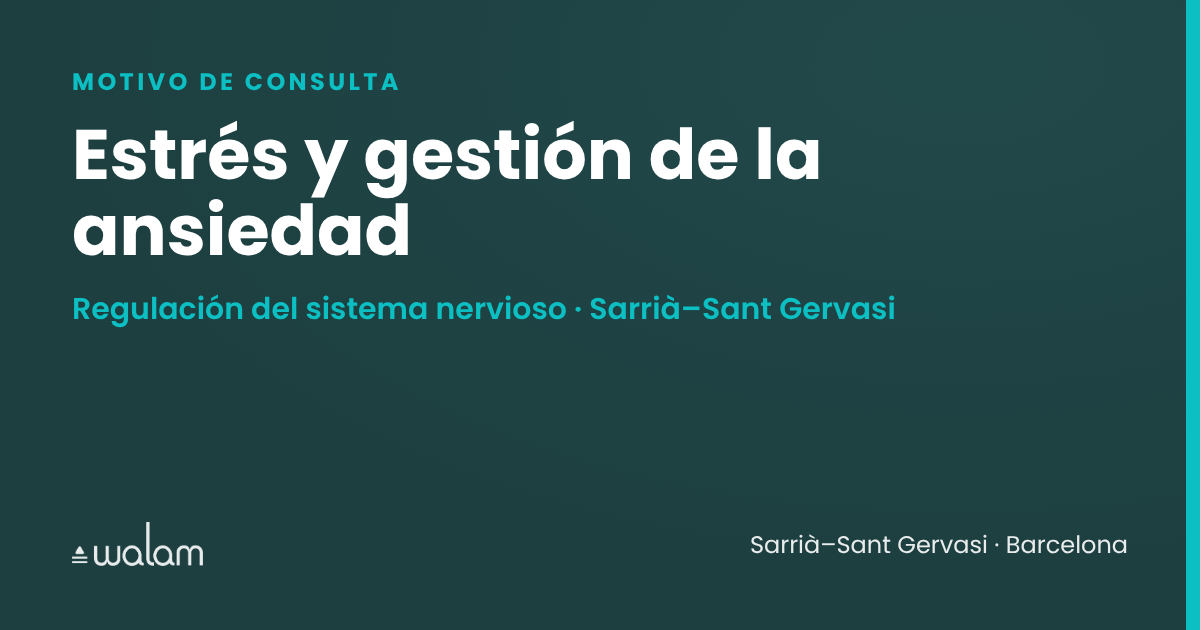 MOTIVO DE CONSULTA
Estrés y gestión de la
ansiedad
Regulación del sistema nervioso · Sarrià–Sant Gervasi
walam
Sarrià–Sant Gervasi · Barcelona